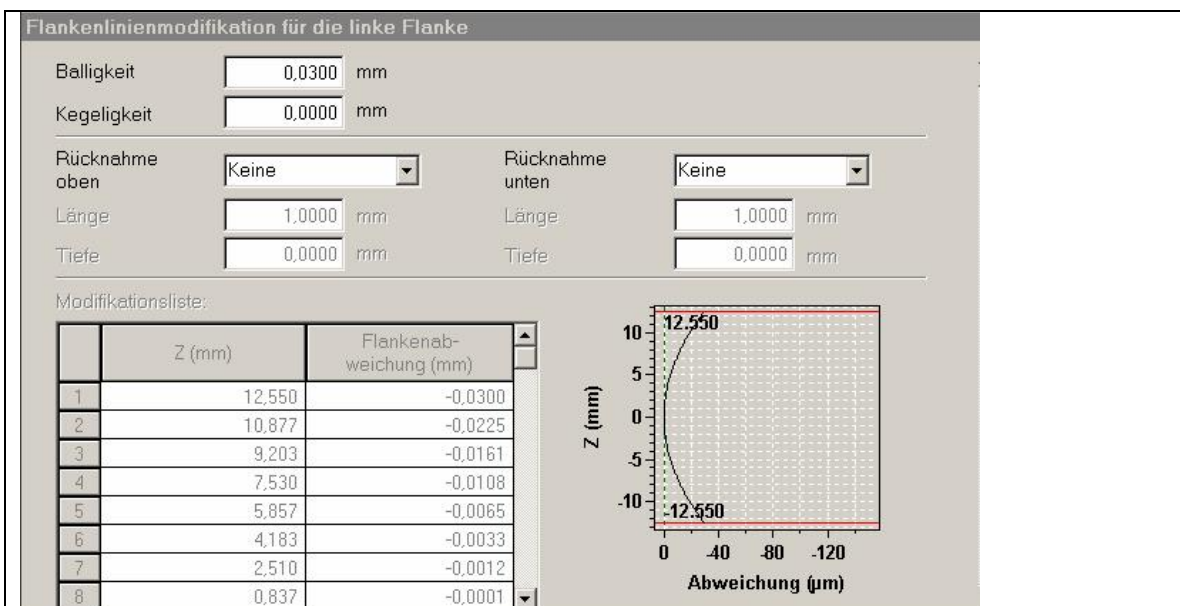 Flankenlinienmodifikation für die linke Flanke
Balligkeit 0,0300 mm
Kegeligkeit 0,0000 mm
Rücknahme oben Keine
Länge 1,0000 mm
Tiefe 0,0000 mm
Rücknahme unten Keine
Länge 1,0000 mm
Tiefe 0,0000 mm
Modifikationsliste:
Z (mm) Flankenab-
weichung (mm)
1 12,550 -0,0300
2 10,877 -0,0225
3 9,203 -0,0161
4 7,530 -0,0108
5 5,857 -0,0065
6 4,183 -0,0033
7 2,510 -0,0012
8 0,837 -0,0001
Z (mm)
10
5
0
-5
-10
12.550
-12.550
0 -40 -80 -120
Abweichung (µm)